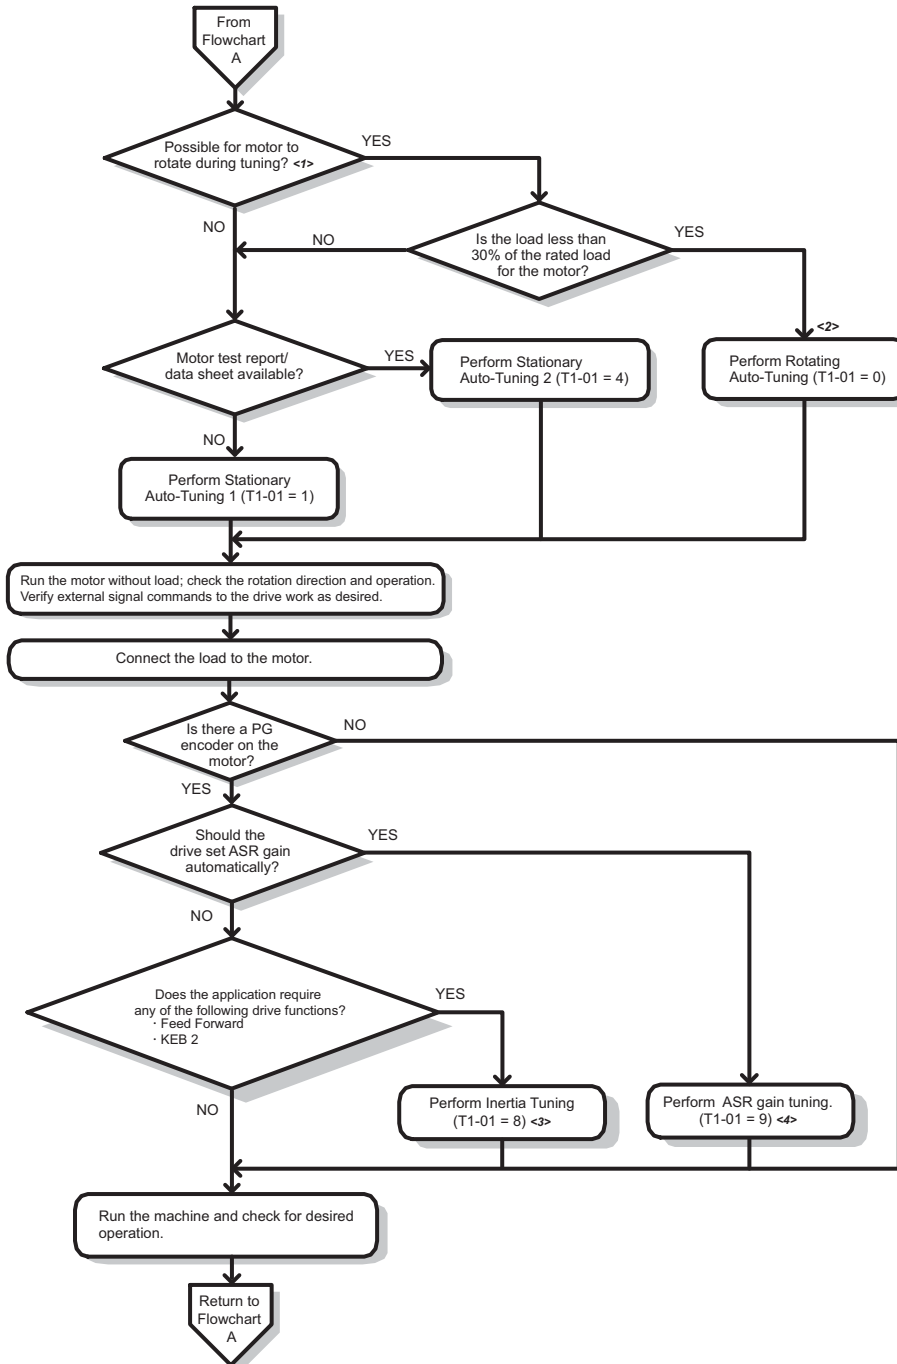 From
Flowchart
A
Possible for motor to
rotate during tuning? <1>
YES
NO
Is the load less than
30% of the rated load
for the motor?
NO
YES
<2>
Motor test report/
data sheet available?
YES
Perform Stationary
Auto-Tuning 2 (T1-01 = 4)
Perform Rotating
Auto-Tuning (T1-01 = 0)
NO
Perform Stationary
Auto-Tuning 1 (T1-01 = 1)
Run the motor without load; check the rotation direction and operation.
Verify external signal commands to the drive work as desired.
Connect the load to the motor.
Is there a PG
encoder on the
motor?
NO
YES
Should the
drive set ASR gain
automatically?
YES
NO
Does the application require
any of the following drive functions?
· Feed Forward
· KEB 2
YES
NO
Perform Inertia Tuning
(T1-01 = 8) <3>
Perform ASR gain tuning.
(T1-01 = 9) <4>
Run the machine and check for desired
operation.
Return to
Flowchart
A